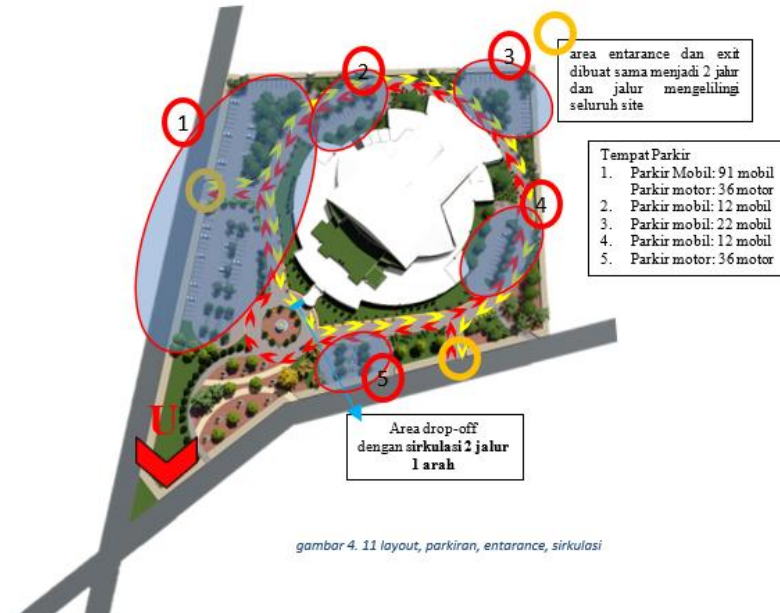 1
2
3
4
5
area entarance dan exit
dibuat sama menjadi 2 jalur
dan jalur mengelilingi
seluruh site
Tempat Parkir
1. Parkir Mobil: 91 mobil
Parkir motor: 36 motor
2. Parkir mobil: 12 mobil
3. Parkir mobil: 22 mobil
4. Parkir mobil: 12 mobil
5. Parkir motor: 36 motor
U
Area drop-off
dengan sirkulasi 2 jalur
1 arah
gambar 4. 11 layout, parkiran, entarance, sirkulasi